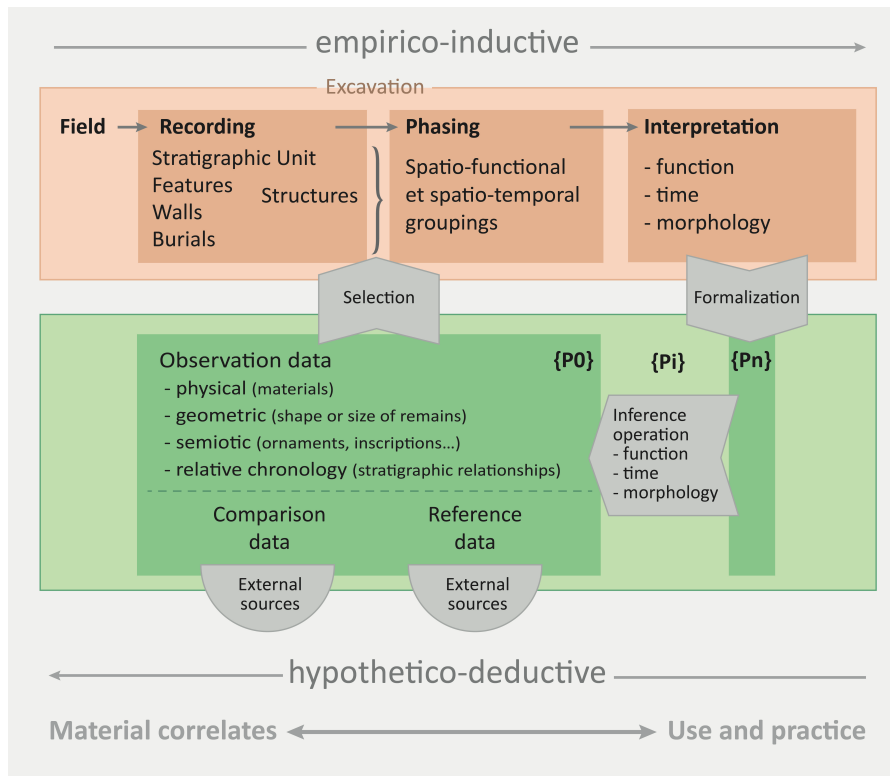 empirico-inductive
Excavation
Field
Recording
Phasing
Interpretation
Stratigraphic Unit
Features
Walls
Burials
Structures
Spatio-functional
et spatio-temporal
groupings
- function
- time
- morphology
Selection
Formalization
Observation data
{P0}
{Pi}
{Pn}
- physical (materials)
- geometric (shape or size of remains)
- semiotic (ornaments, inscriptions...)
- relative chronology (stratigraphic relationships)
Inference
operation
- function
- time
- morphology
Comparison
data
Reference
data
External
sources
External
sources
hypothetico-deductive
Material correlates
Use and practice